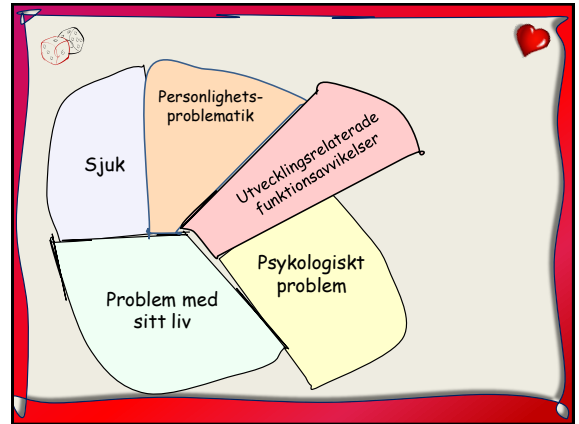 Personlighets-
problematik
Sjuk
Utvecklingsrelaterade
funktionsavvikelser
Psykologiskt
problem
Problem med
sitt liv